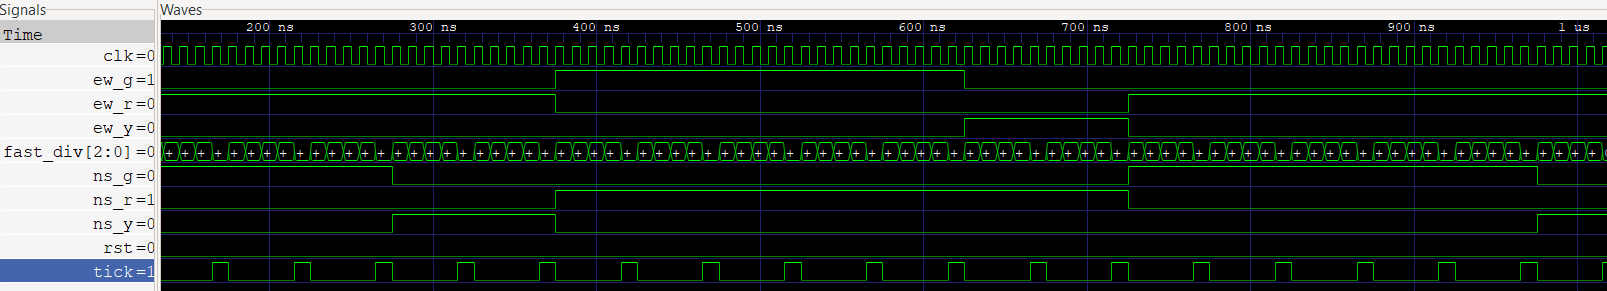 Signals Waves
Time 200 ns 300 ns 400 ns 500 ns 600 ns 700 ns 800 ns 900 ns 1 us
clk=0
ew_g=1
ew_r=0
ew_y=0
fast_div[2:0]=0
ns_g=0
ns_r=1
ns_y=0
rst=0
tick=1